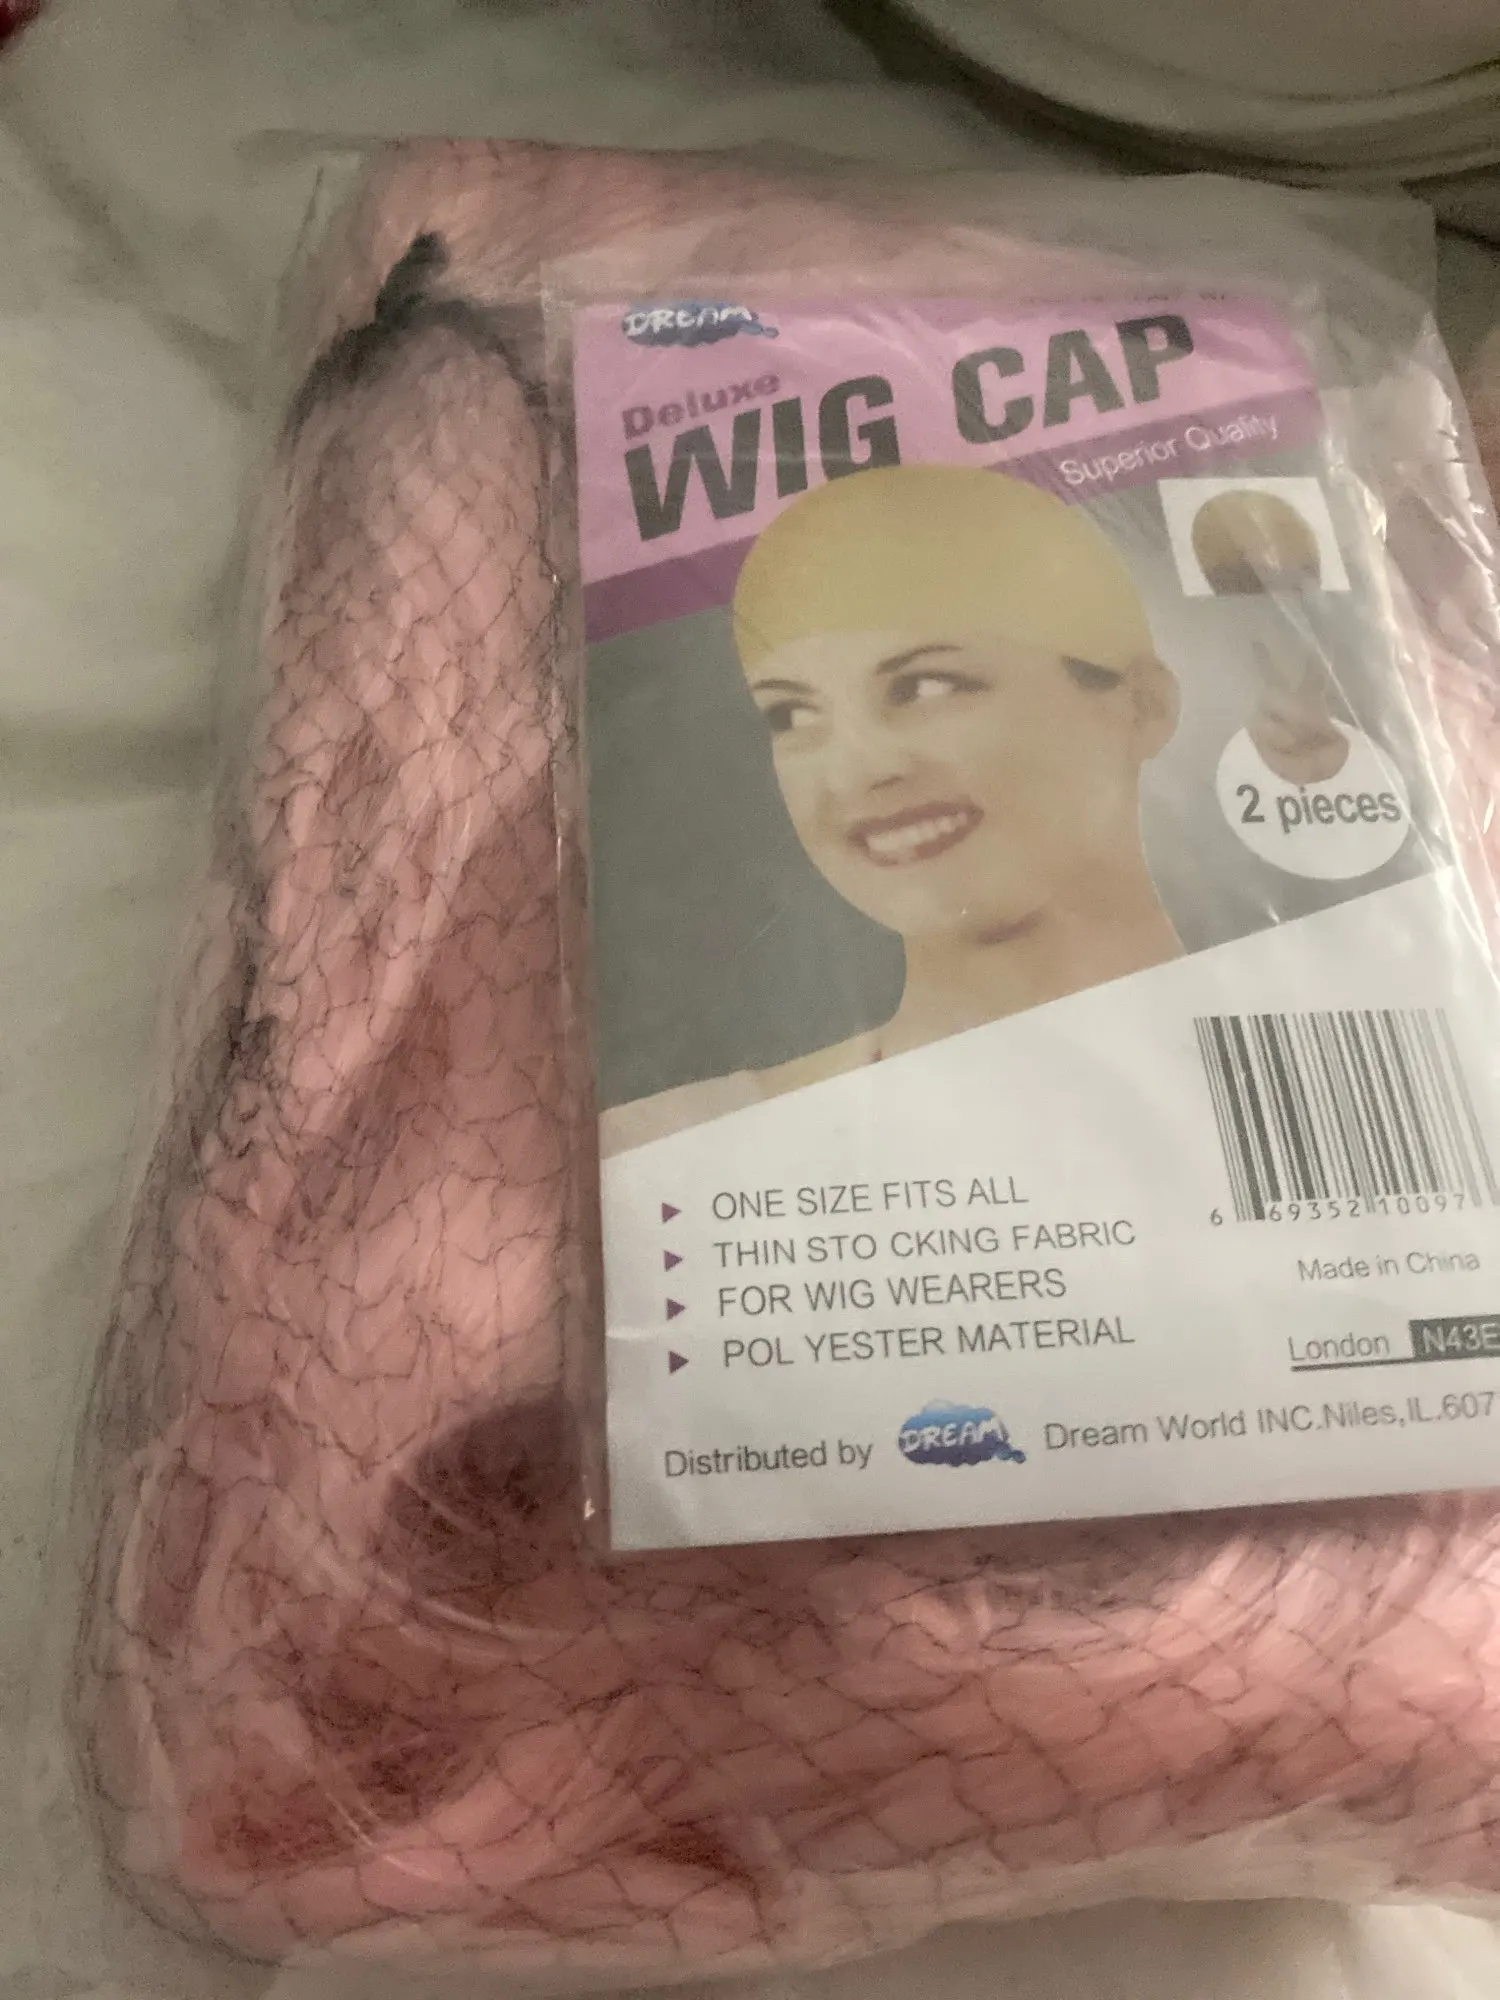 DREAM
Deluxe
WIG CAP
Superior Quality
2 pieces
▶ ONE SIZE FITS ALL
▶ THIN STO CKING FABRIC
▶ FOR WIG WEARERS
▶ POL YESTER MATERIAL
6 69352 10097
Made in China
London N43E
Distributed by DREAM Dream World INC.Niles,IL.607